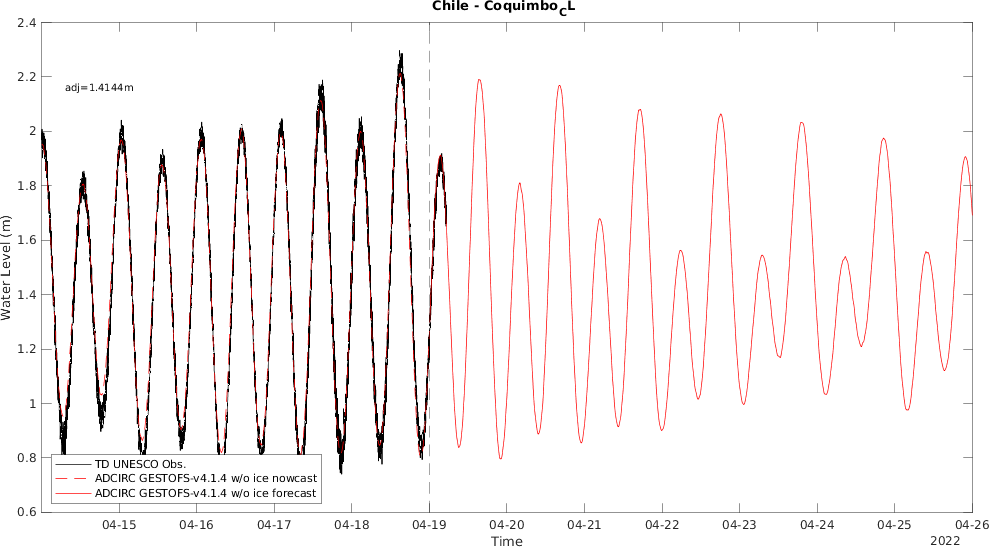 Chile - Coquimbo_CL
2.4
2.2
2
1.8
1.6
1.4
1.2
1
0.8
0.6
Water Level (m)
adj=1.4144m
TD UNESCO Obs.
ADCIRC GESTOFS-v4.1.4 w/o ice nowcast
ADCIRC GESTOFS-v4.1.4 w/o ice forecast
04-15 04-16 04-17 04-18 04-19 04-20 04-21 04-22 04-23 04-24 04-25 04-26
Time
2022